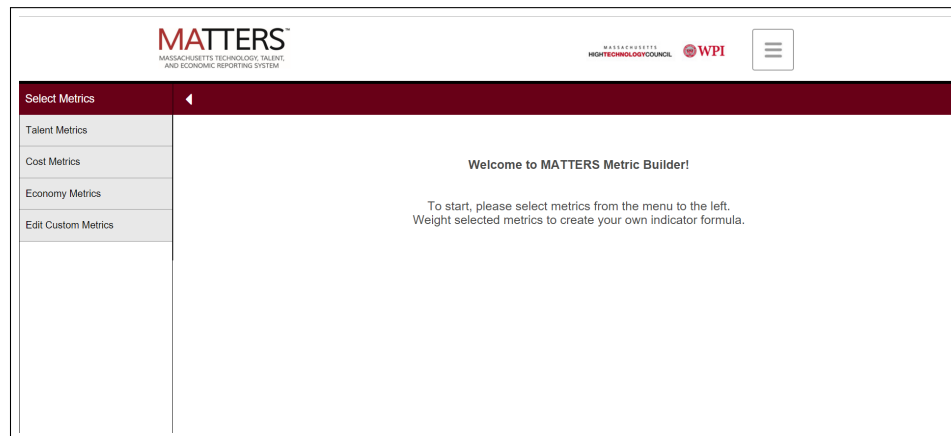 MATTERS™
MASSACHUSETTS TECHNOLOGY, TALENT,
AND ECONOMIC REPORTING SYSTEM
MASSACHUSETTS
HIGHTECHNOLOGYCOUNCIL
WPI
Select Metrics
Talent Metrics
Cost Metrics
Economy Metrics
Edit Custom Metrics
Welcome to MATTERS Metric Builder!
To start, please select metrics from the menu to the left.
Weight selected metrics to create your own indicator formula.